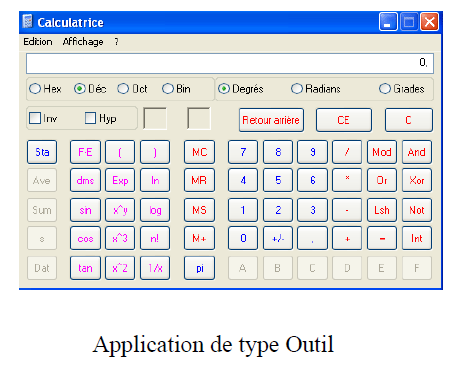 Calculatrice
Edition Affichage ?
0,
Hex Déc Oct Bin Degrés Radians Grades
Inv Hyp Retour arrière CE C
Sta F-E ( ) MC 7 8 9 / Mod And
Ave dms Exp ln MR 4 5 6 * Or Xor
Sum sin x^y log MS 1 2 3 - Lsh Not
s cos x^3 n! M+ 0 +/- , + = Int
Dat tan x^2 1/x pi A B C D E F
Application de type Outil